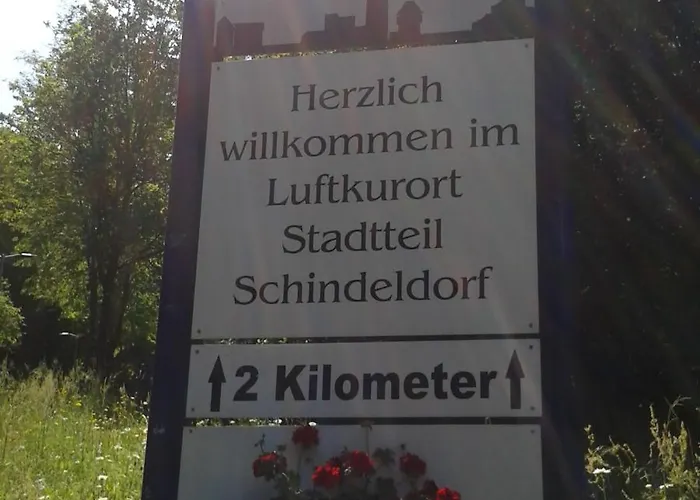 Herzlich
willkommen im
Luftkurort
Stadtteil
Schindeldorf
2 Kilometer